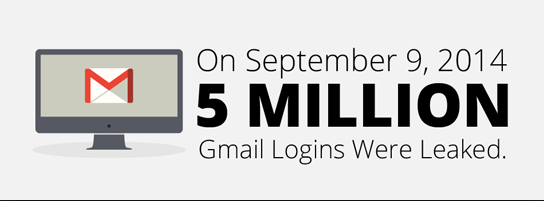 On September 9, 2014
5 MILLION
Gmail Logins Were Leaked.